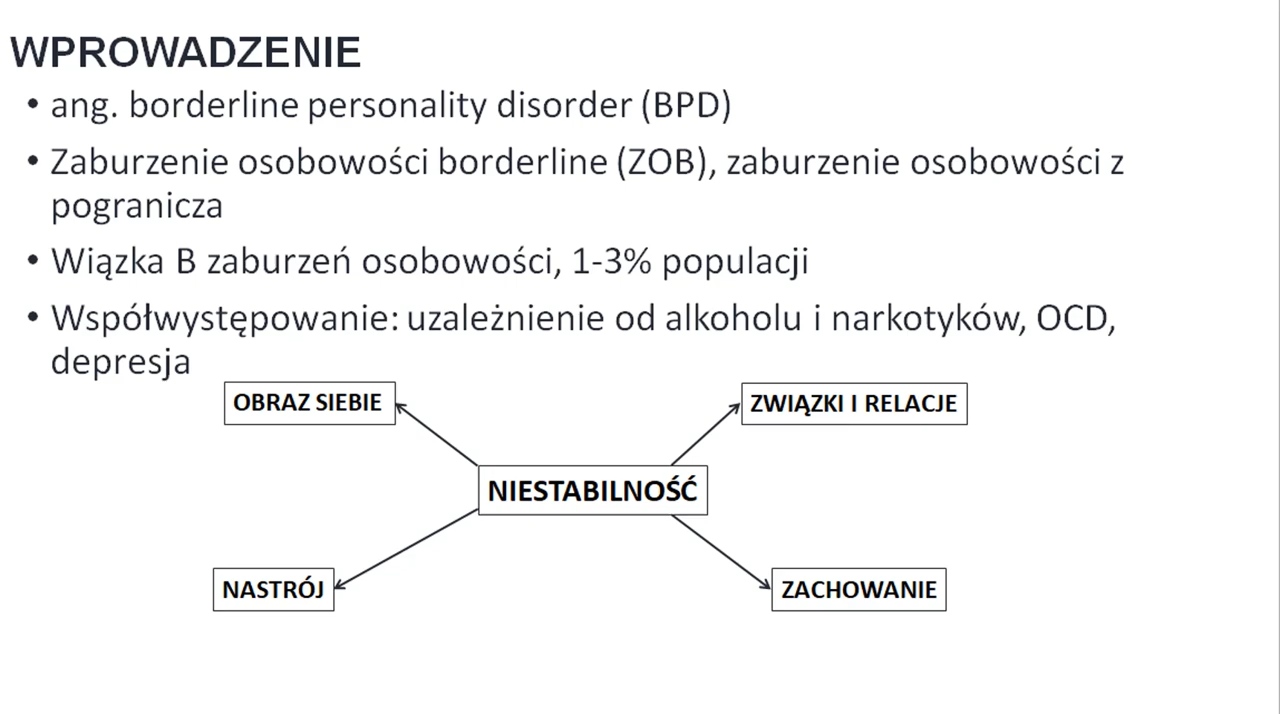 WPROWADZENIE
• ang. borderline personality disorder (BPD)
• Zaburzenie osobowości borderline (ZOB), zaburzenie osobowości z
pogranicza
• Wiązka B zaburzeń osobowości, 1-3% populacji
• Współwystępowanie: uzależnienie od alkoholu i narkotyków, OCD,
depresja
OBRAZ SIEBIE
ZWIĄZKI I RELACJE
NIESTABILNOŚĆ
NASTRÓJ
ZACHOWANIE